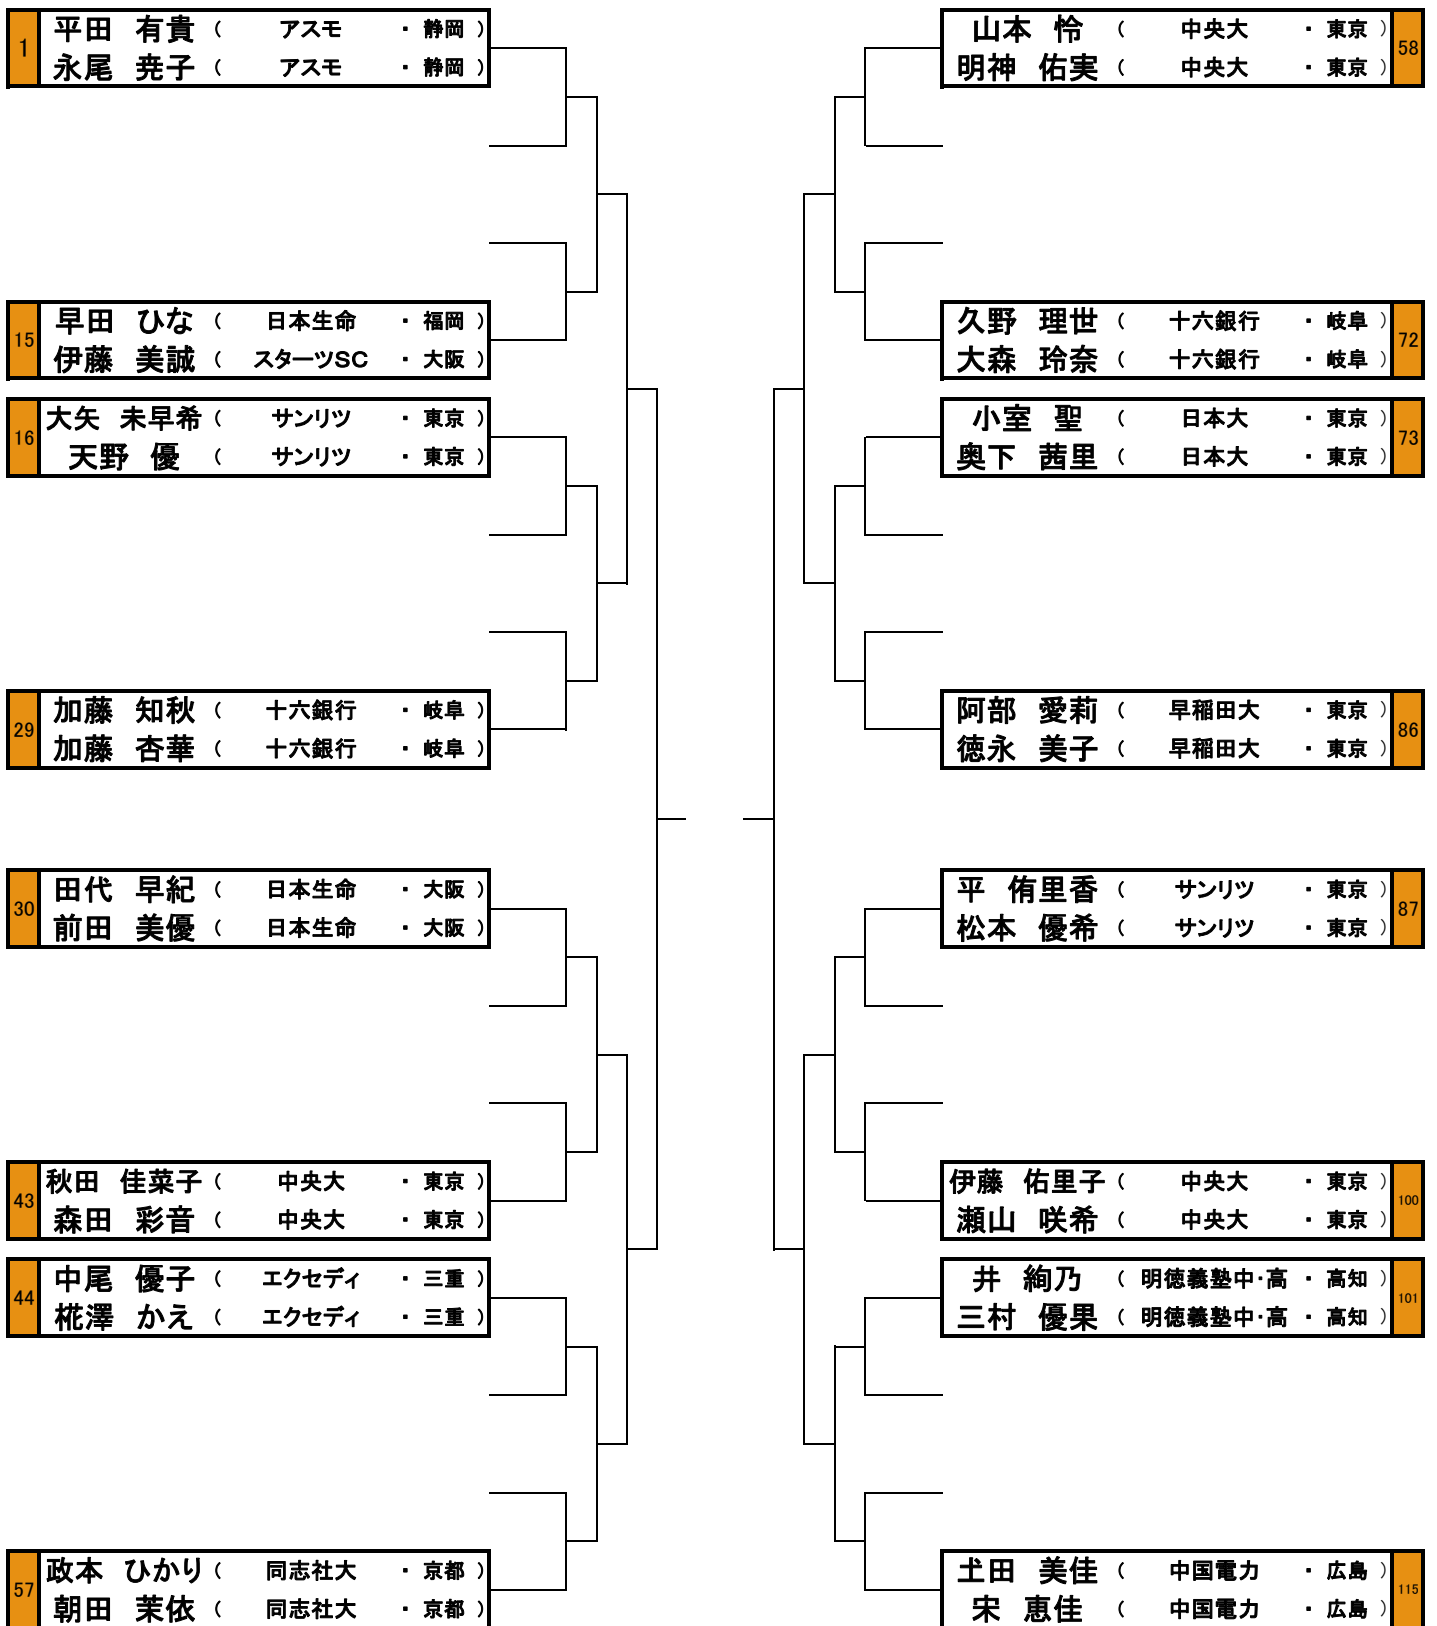 1
平田 有貴 ( アスモ ・ 静岡 )
永尾 尭子 ( アスモ ・ 静岡 )
15
早田 ひな ( 日本生命 ・ 福岡 )
伊藤 美誠 ( スターツSC ・ 大阪 )
16
大矢 未早希 ( サンリツ ・ 東京 )
天野 優 ( サンリツ ・ 東京 )
29
加藤 知秋 ( 十六銀行 ・ 岐阜 )
加藤 杏華 ( 十六銀行 ・ 岐阜 )
30
田代 早紀 ( 日本生命 ・ 大阪 )
前田 美優 ( 日本生命 ・ 大阪 )
43
秋田 佳菜子 ( 中央大 ・ 東京 )
森田 彩音 ( 中央大 ・ 東京 )
44
中尾 優子 ( エクセディ ・ 三重 )
椛澤 かえ ( エクセディ ・ 三重 )
57
政本 ひかり ( 同志社大 ・ 京都 )
朝田 茉依 ( 同志社大 ・ 京都 )
山本 怜 ( 中央大 ・ 東京 )
明神 佑実 ( 中央大 ・ 東京 )
58
久野 理世 ( 十六銀行 ・ 岐阜 )
大森 玲奈 ( 十六銀行 ・ 岐阜 )
72
小室 聖 ( 日本大 ・ 東京 )
奥下 茜里 ( 日本大 ・ 東京 )
73
阿部 愛莉 ( 早稲田大 ・ 東京 )
徳永 美子 ( 早稲田大 ・ 東京 )
86
平 侑里香 ( サンリツ ・ 東京 )
松本 優希 ( サンリツ ・ 東京 )
87
伊藤 佑里子 ( 中央大 ・ 東京 )
瀬山 咲希 ( 中央大 ・ 東京 )
100
井 絢乃 ( 明徳義塾中・高 ・ 高知 )
三村 優果 ( 明徳義塾中・高 ・ 高知 )
101
圡田 美佳 ( 中国電力 ・ 広島 )
宋 恵佳 ( 中国電力 ・ 広島 )
115